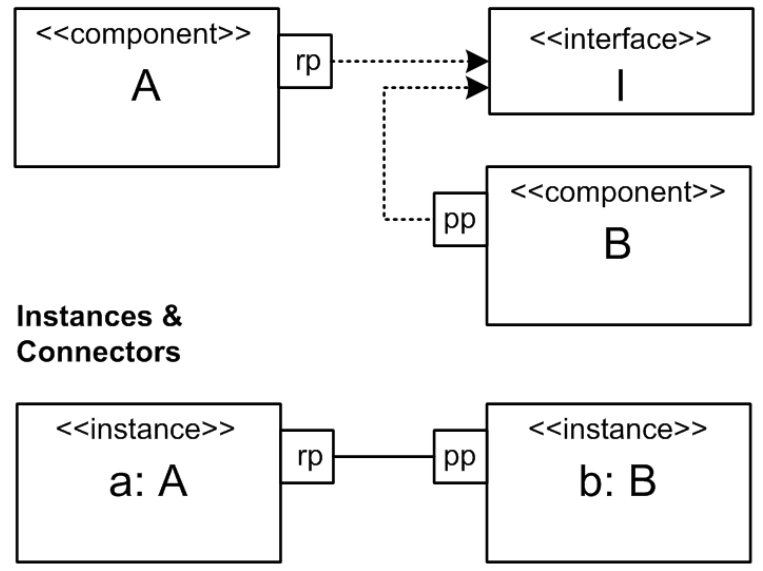 <<component>>
A
rp
<<interface>>
I
<<component>>
B
pp
Instances &
Connectors
<<instance>>
a: A
rp
pp
<<instance>>
b: B